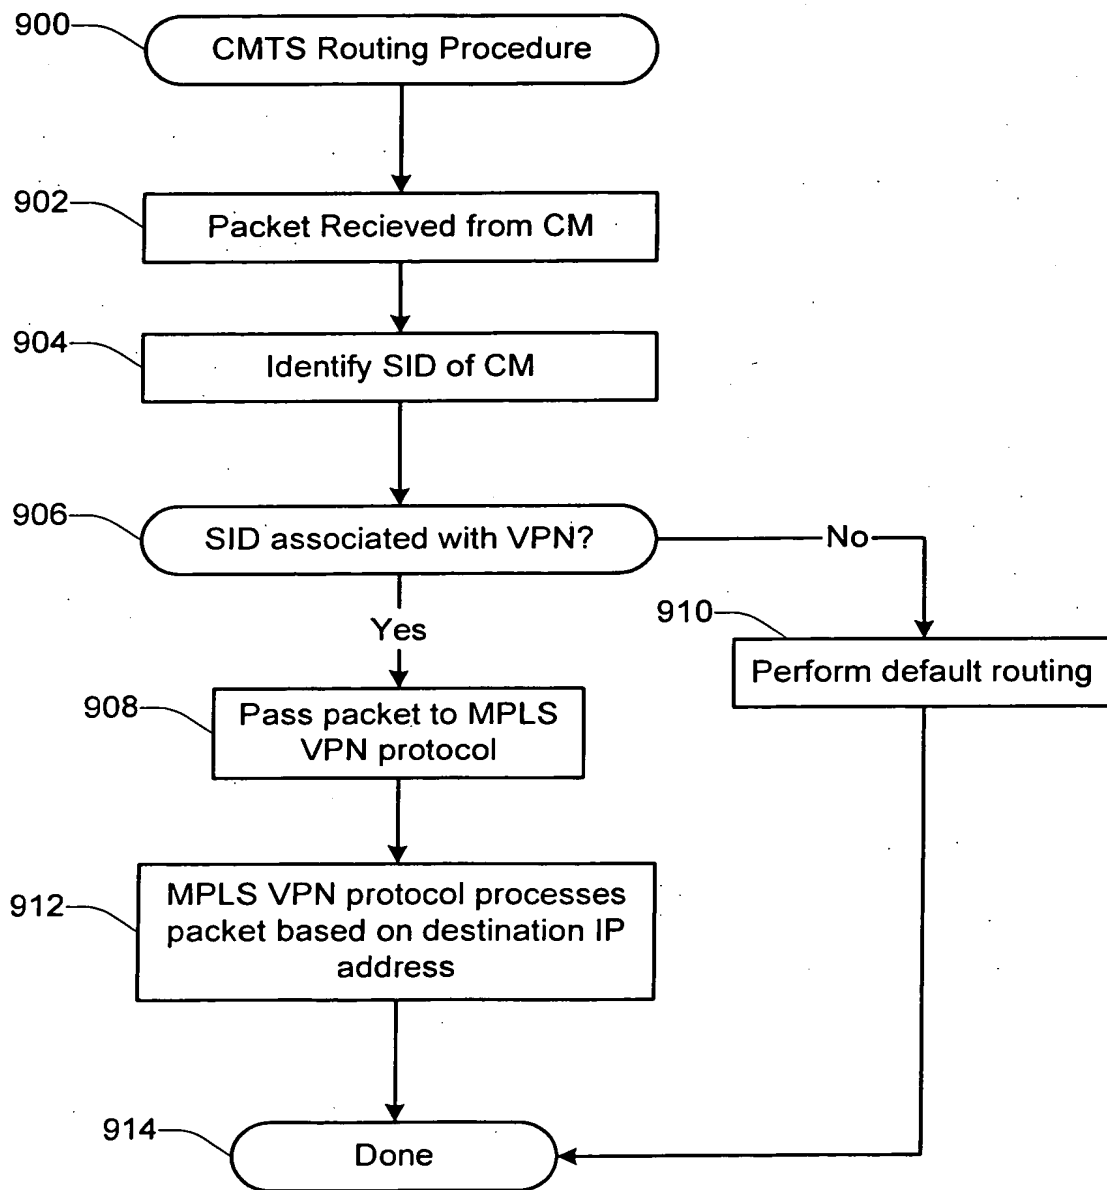 900
CMTS Routing Procedure
902
Packet Recieved from CM
904
Identify SID of CM
906
SID associated with VPN?
No
Yes
910
Perform default routing
908
Pass packet to MPLS
VPN protocol
912
MPLS VPN protocol processes
packet based on destination IP
address
914
Done